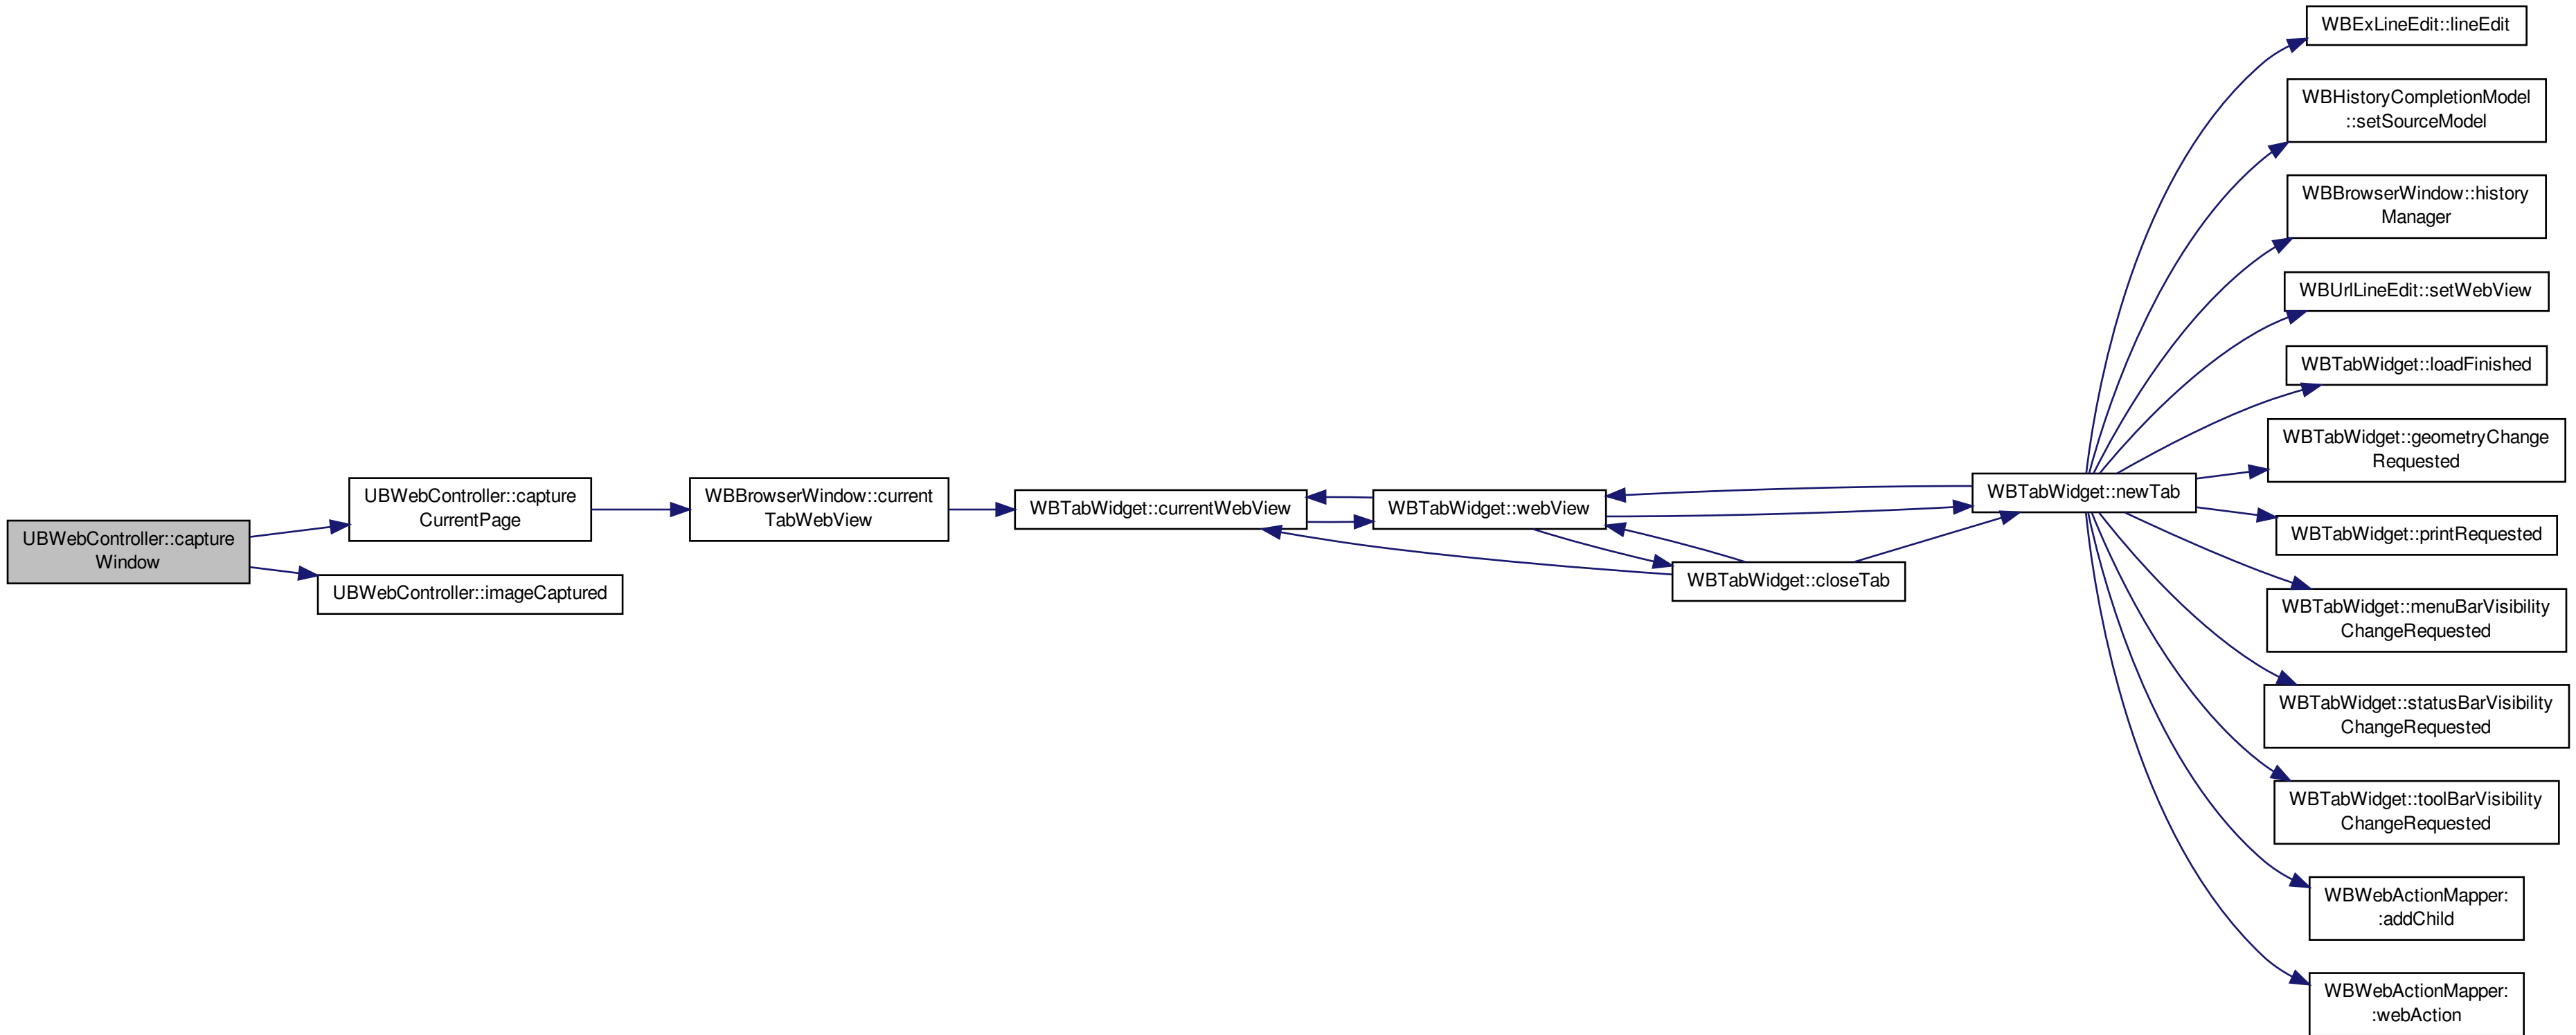 UBWebController::capture
Window
UBWebController::capture
CurrentPage
UBWebController::imageCaptured
WBBrowserWindow::current
TabWebView
WBTabWidget::currentWebView
WBTabWidget::webView
WBTabWidget::closeTab
WBTabWidget::newTab
WBExLineEdit::lineEdit
WBHistoryCompletionModel
::setSourceModel
WBBrowserWindow::history
Manager
WBUrlLineEdit::setWebView
WBTabWidget::loadFinished
WBTabWidget::geometryChange
Requested
WBTabWidget::printRequested
WBTabWidget::menuBarVisibility
ChangeRequested
WBTabWidget::statusBarVisibility
ChangeRequested
WBTabWidget::toolBarVisibility
ChangeRequested
WBWebActionMapper:
:addChild
WBWebActionMapper:
:webAction